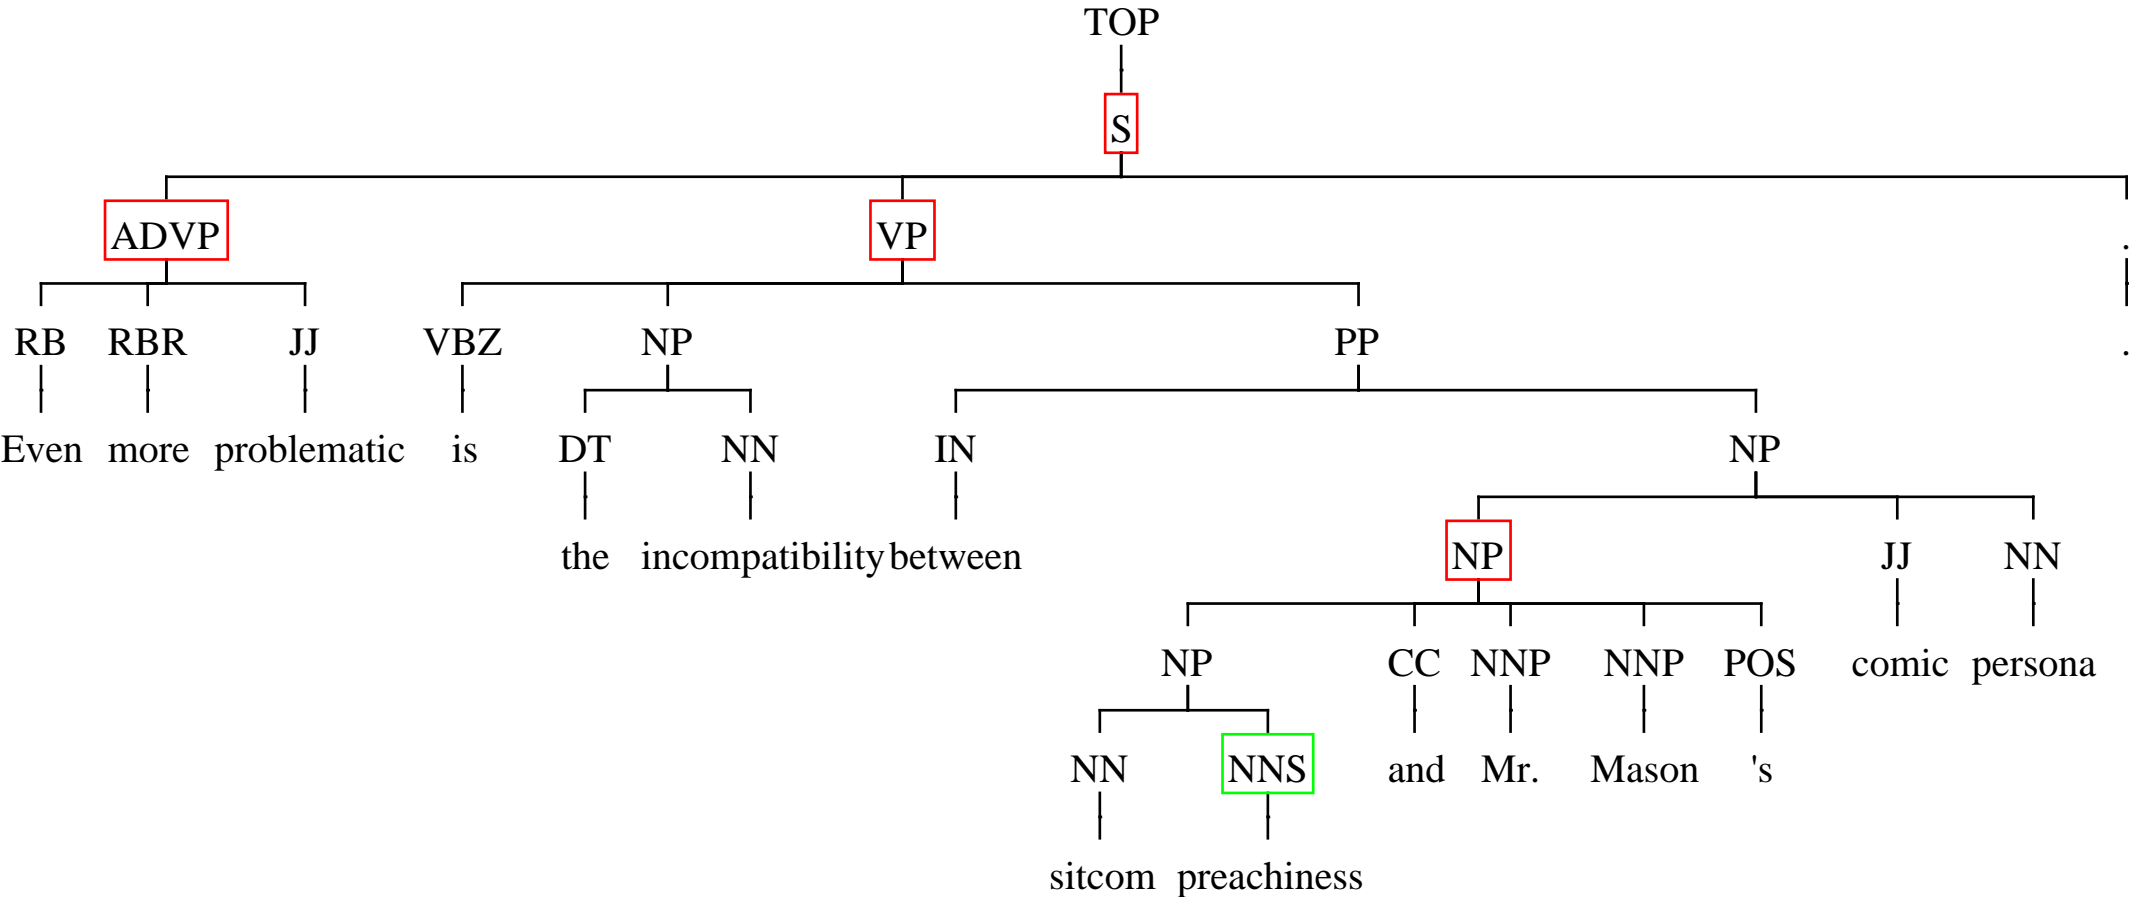 TOP
S
ADVP VP .
RB RBR JJ VBZ NP PP .
Even more problematic is DT NN IN NP
the incompatibility between NP JJ NN
NP CC NNP NNP POS comic persona
NN NNS and Mr. Mason 's
sitcom preachiness